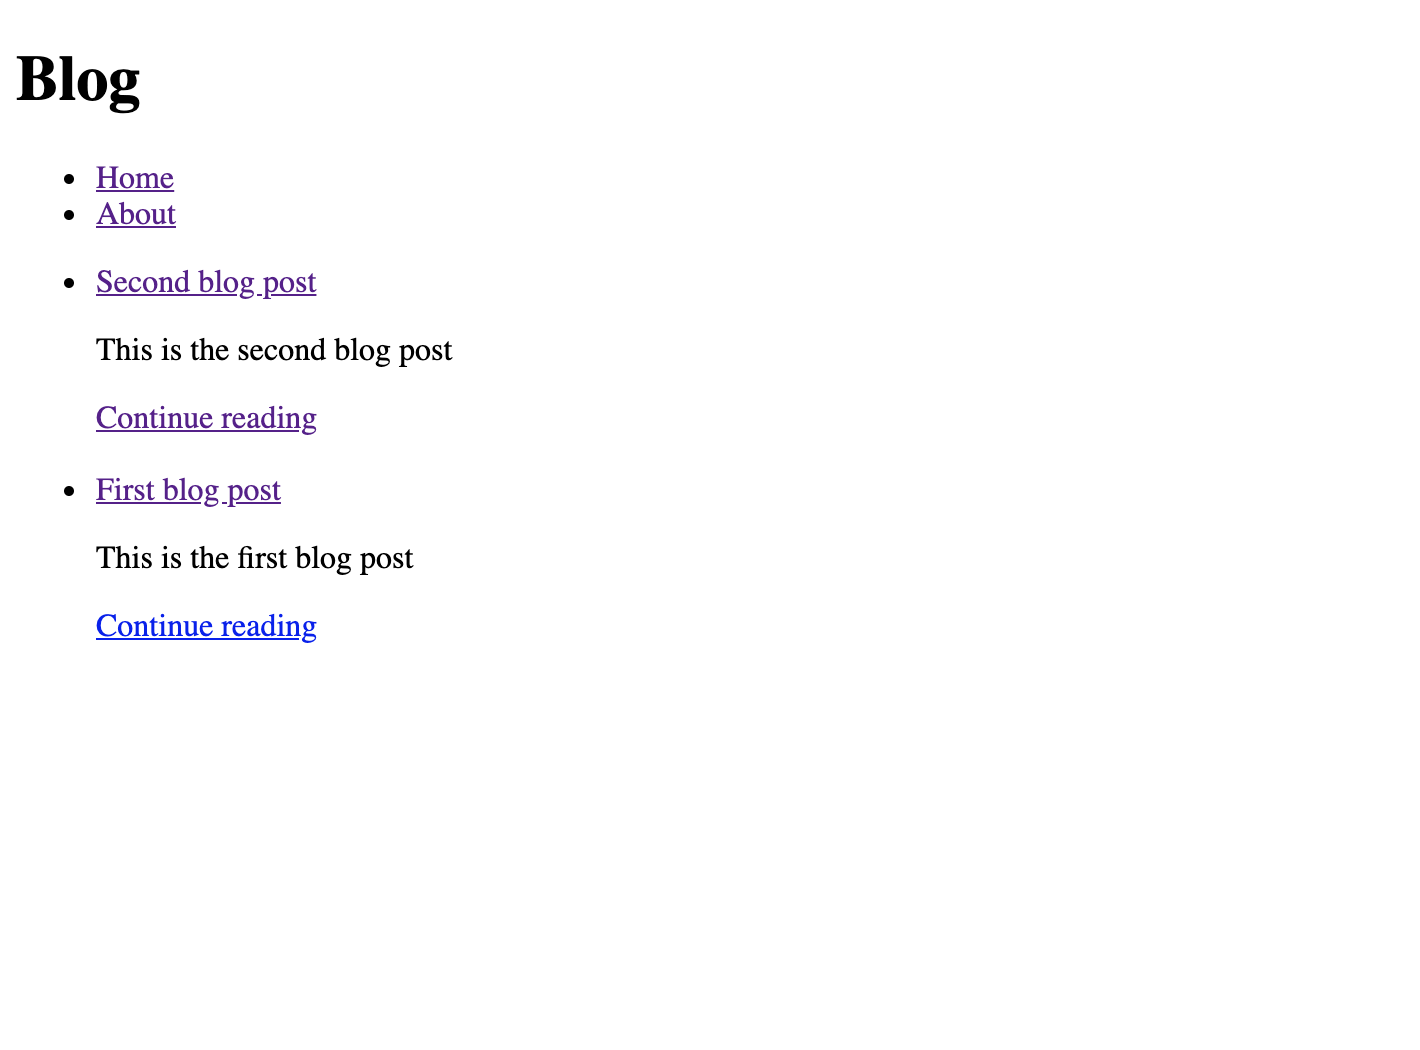 Blog
Home
About
Second blog post
This is the second blog post
Continue reading
First blog post
This is the first blog post
Continue reading